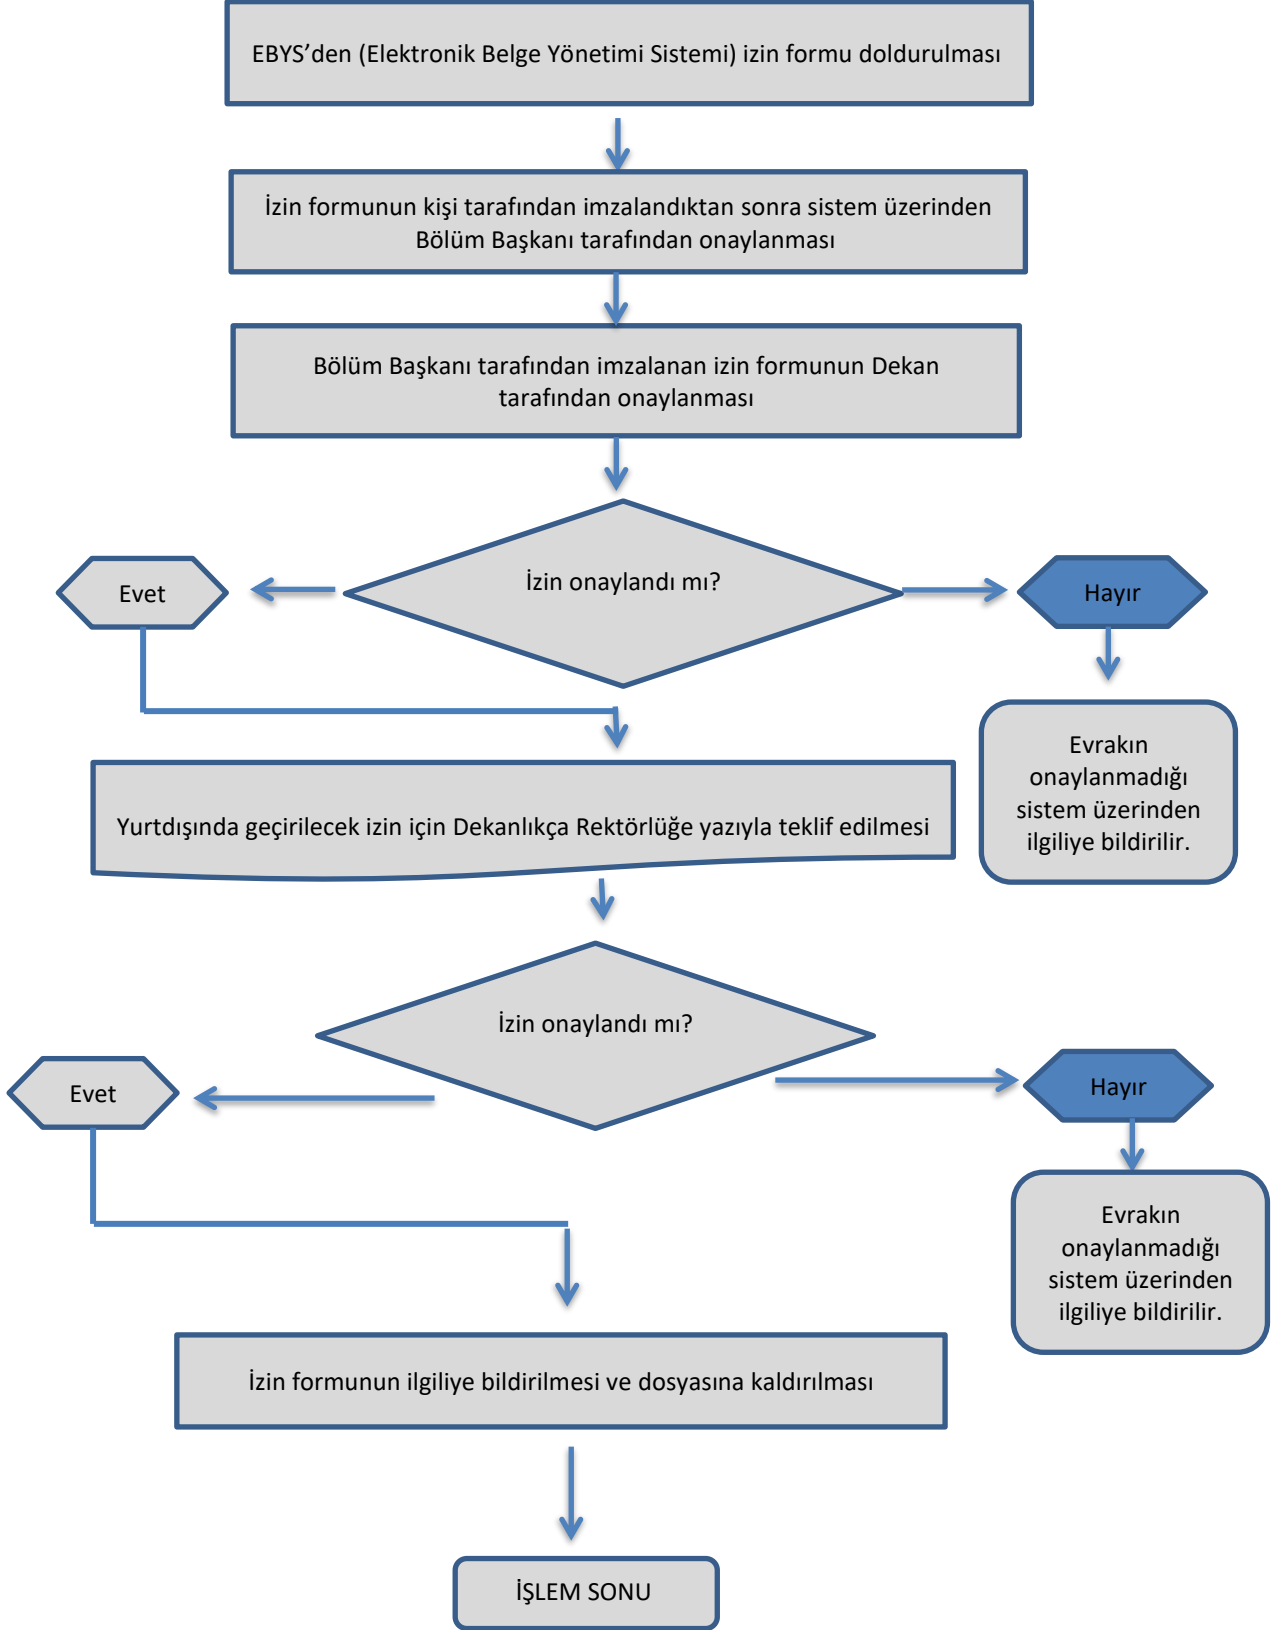 EBYS’den (Elektronik Belge Yönetimi Sistemi) izin formu doldurulması
İzin formunun kişi tarafından imzalandıktan sonra sistem üzerinden
Bölüm Başkanı tarafından onaylanması
Bölüm Başkanı tarafından imzalanan izin formunun Dekan
tarafından onaylanması
İzin onaylandı mı?
Evet
Hayır
Evrakın
onaylanmadığı
sistem üzerinden
ilgiliye bildirilir.
Yurtdışında geçirilecek izin için Dekanlıkça Rektörlüğe yazıyla teklif edilmesi
İzin onaylandı mı?
Evet
Hayır
Evrakın
onaylanmadığı
sistem üzerinden
ilgiliye bildirilir.
İzin formunun ilgiliye bildirilmesi ve dosyasına kaldırılması
İŞLEM SONU